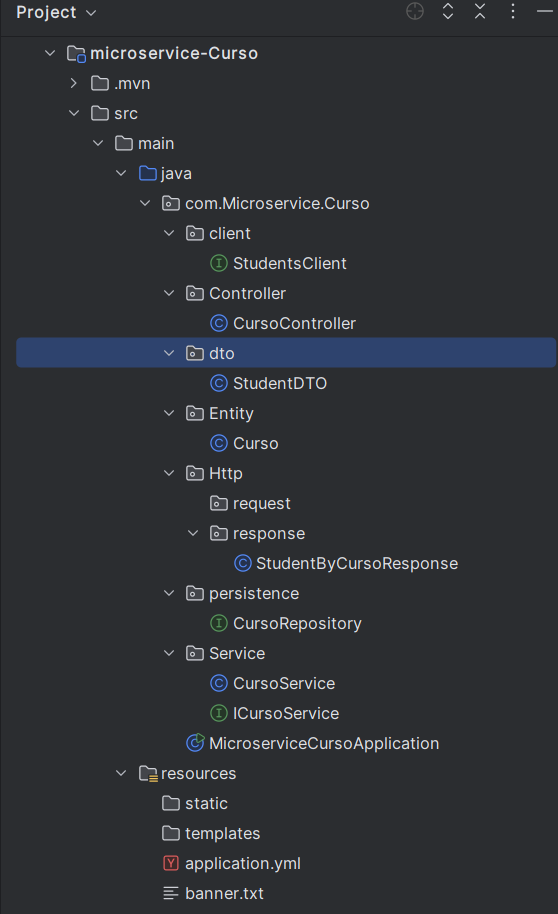 Project
microservice-Curso
.mvn
src
main
java
com.Microservice.Curso
client
StudentsClient
Controller
CursoController
dto
StudentDTO
Entity
Curso
Http
request
response
StudentByCursoResponse
persistence
CursoRepository
Service
CursoService
ICursoService
MicroserviceCursoApplication
resources
static
templates
application.yml
banner.txt